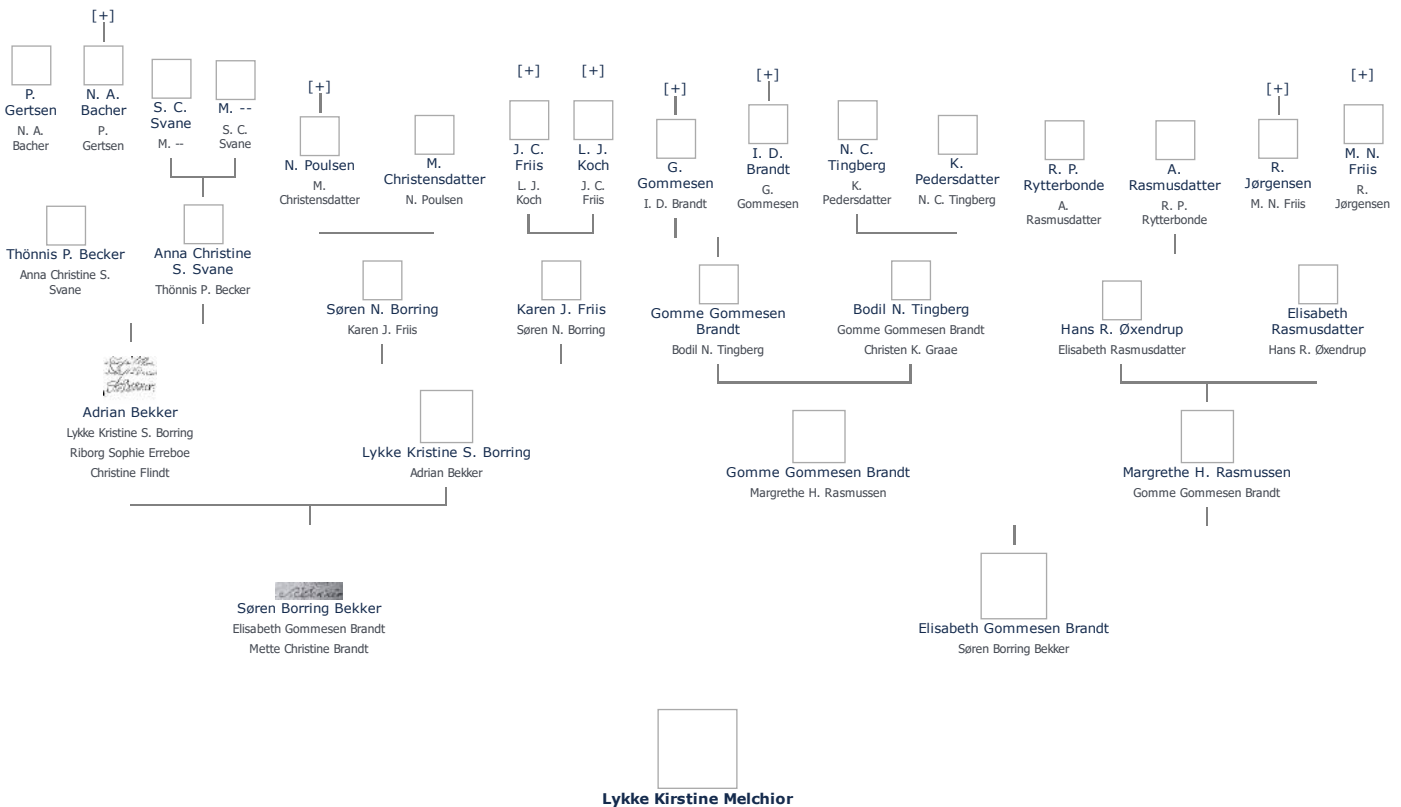 [+]
P.
Gertsen
N. A.
Bacher
N. A.
Bacher
P.
Gertsen
S. C.
Svane
M. --
M. --
S. C.
Svane
[+]
N. Poulsen
M.
Christensdatter
M.
Christensdatter
N. Poulsen
[+]
J. C.
Friis
L. J.
Koch
[+]
L. J.
Koch
J. C.
Friis
[+]
G.
Gommesen
I. D. Brandt
[+]
I. D.
Brandt
G.
Gommesen
N. C.
Tingberg
K.
Pedersdatter
K.
Pedersdatter
N. C. Tingberg
R. P.
Rytterbonde
A.
Rasmusdatter
A.
Rasmusdatter
R. P.
Rytterbonde
[+]
R.
Jørgensen
M. N. Friis
[+]
M. N.
Friis
R.
Jørgensen
Thönnis P. Becker
Anna Christine S.
Svane
Anna Christine
S. Svane
Thönnis P. Becker
Søren N. Borring
Karen J. Friis
Karen J. Friis
Søren N. Borring
Gomme Gommesen
Brandt
Bodil N. Tingberg
Bodil N. Tingberg
Gomme Gommesen Brandt
Christen K. Graae
Hans R. Øxendrup
Elisabeth Rasmusdatter
Elisabeth
Rasmusdatter
Hans R. Øxendrup
Adrian Bekker
Lykke Kristine S. Borring
Riborg Sophie Erreboe
Christine Flindt
Lykke Kristine S. Borring
Adrian Bekker
Gomme Gommesen Brandt
Margrethe H. Rasmussen
Margrethe H. Rasmussen
Gomme Gommesen Brandt
Søren Borring Bekker
Elisabeth Gommesen Brandt
Mette Christine Brandt
Elisabeth Gommesen Brandt
Søren Borring Bekker
Lykke Kirstine Melchior